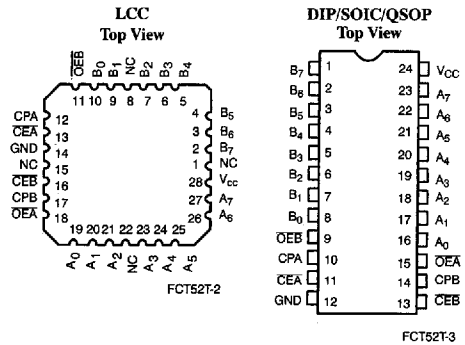 LCC
Top View
OEB B0 B1 NC B2 B3 B4
11 10 9 8 7 6 5
CPA 12
CEA 13
GND 14
NC 15
CEB 16
CPB 17
OEA 18
4 B5
3 B6
2 B7
1 NC
28 VCC
27 A7
26 A6
19 20 21 22 23 24 25
A0 A1 A2 NC A3 A4 A5
FCT52T-2
DIP/SOIC/QSOP
Top View
B7 1 24 VCC
B6 2 23 A7
B5 3 22 A6
B4 4 21 A5
B3 5 20 A4
B2 6 19 A3
B1 7 18 A2
B0 8 17 A1
OEB 9 16 A0
CPA 10 15 OEA
CEA 11 14 CPB
GND 12 13 CEB
FCT52T-3